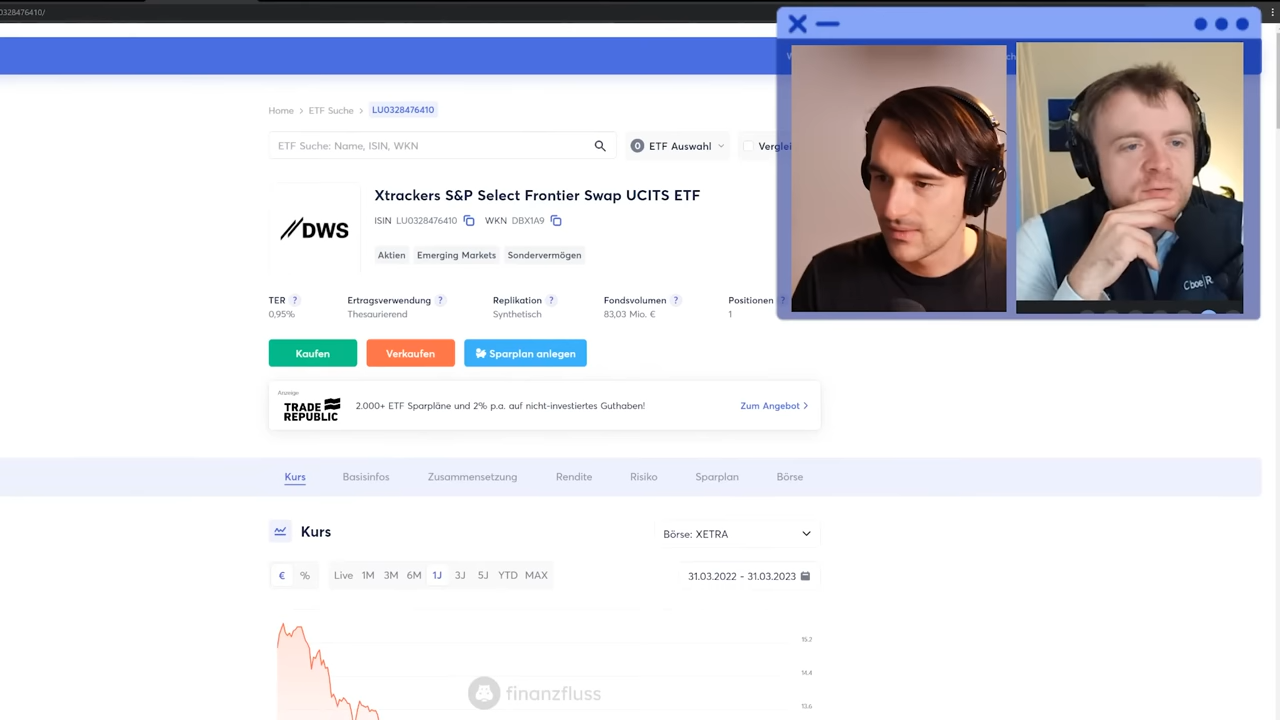 0328476410/
Home > ETF Suche > LU0328476410
ETF Suche: Name, ISIN, WKN
0 ETF Auswahl
Verglei
DWS
Xtrackers S&P Select Frontier Swap UCITS ETF
ISIN LU0328476410 WKN DBX1A9
Aktien Emerging Markets Sondervermögen
TER ? Ertragsverwendung ? Replikation ? Fondsvolumen ? Positionen ?
0,95% Thesaurierend Synthetisch 83,03 Mio. € 1
Kaufen Verkaufen Sparplan anlegen
Anzeige
TRADE REPUBLIC
2.000+ ETF Sparpläne und 2% p.a. auf nicht-investiertes Guthaben!
Zum Angebot >
Kurs Basisinfos Zusammensetzung Rendite Risiko Sparplan Börse
Kurs
Börse: XETRA
€ % Live 1M 3M 6M 1J 3J 5J YTD MAX
31.03.2022 - 31.03.2023
15.2
14.4
finanzfluss
13.6
Cboe